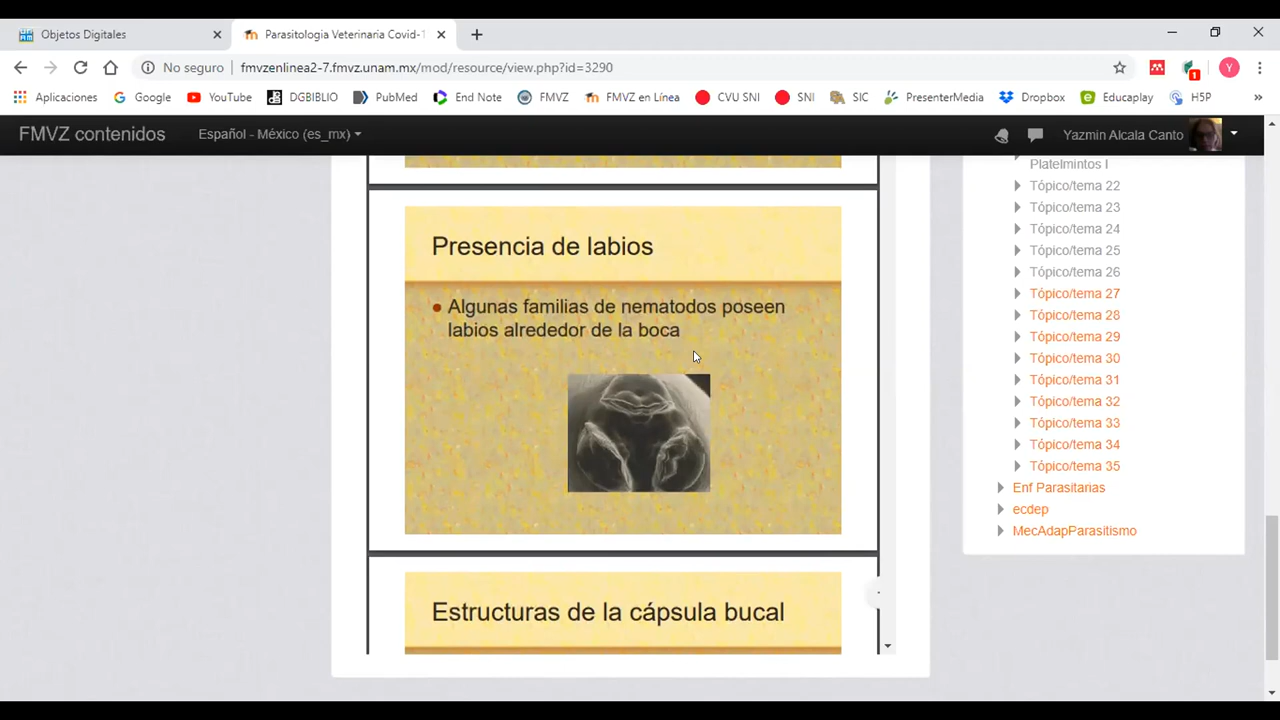 Objetos Digitales
Parasitologia Veterinaria Covid-1
No seguro
fmvzenlinea2-7.fmvz.unam.mx/mod/resource/view.php?id=3290
1
Y
Aplicaciones
Google
YouTube
DGBIBLIO
PubMed
End Note
FMVZ
FMVZ en Línea
CVU SNI
SNI
SIC
PresenterMedia
Dropbox
Educaplay
H5P
»
FMVZ contenidos
Español - México (es_mx)
Yazmin Alcala Canto
Presencia de labios
Algunas familias de nematodos poseen
labios alrededor de la boca
Estructuras de la cápsula bucal
Platelmintos I
Tópico/tema 22
Tópico/tema 23
Tópico/tema 24
Tópico/tema 25
Tópico/tema 26
Tópico/tema 27
Tópico/tema 28
Tópico/tema 29
Tópico/tema 30
Tópico/tema 31
Tópico/tema 32
Tópico/tema 33
Tópico/tema 34
Tópico/tema 35
Enf Parasitarias
ecdep
MecAdapParasitismo